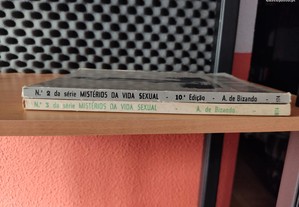 N.º 2 da série MISTÉRIOS DA VIDA SEXUAL - 10ª Edição - A. de Bizando -
N.º 3 da série MISTÉRIOS DA VIDA SEXUAL - A. de Bizando -